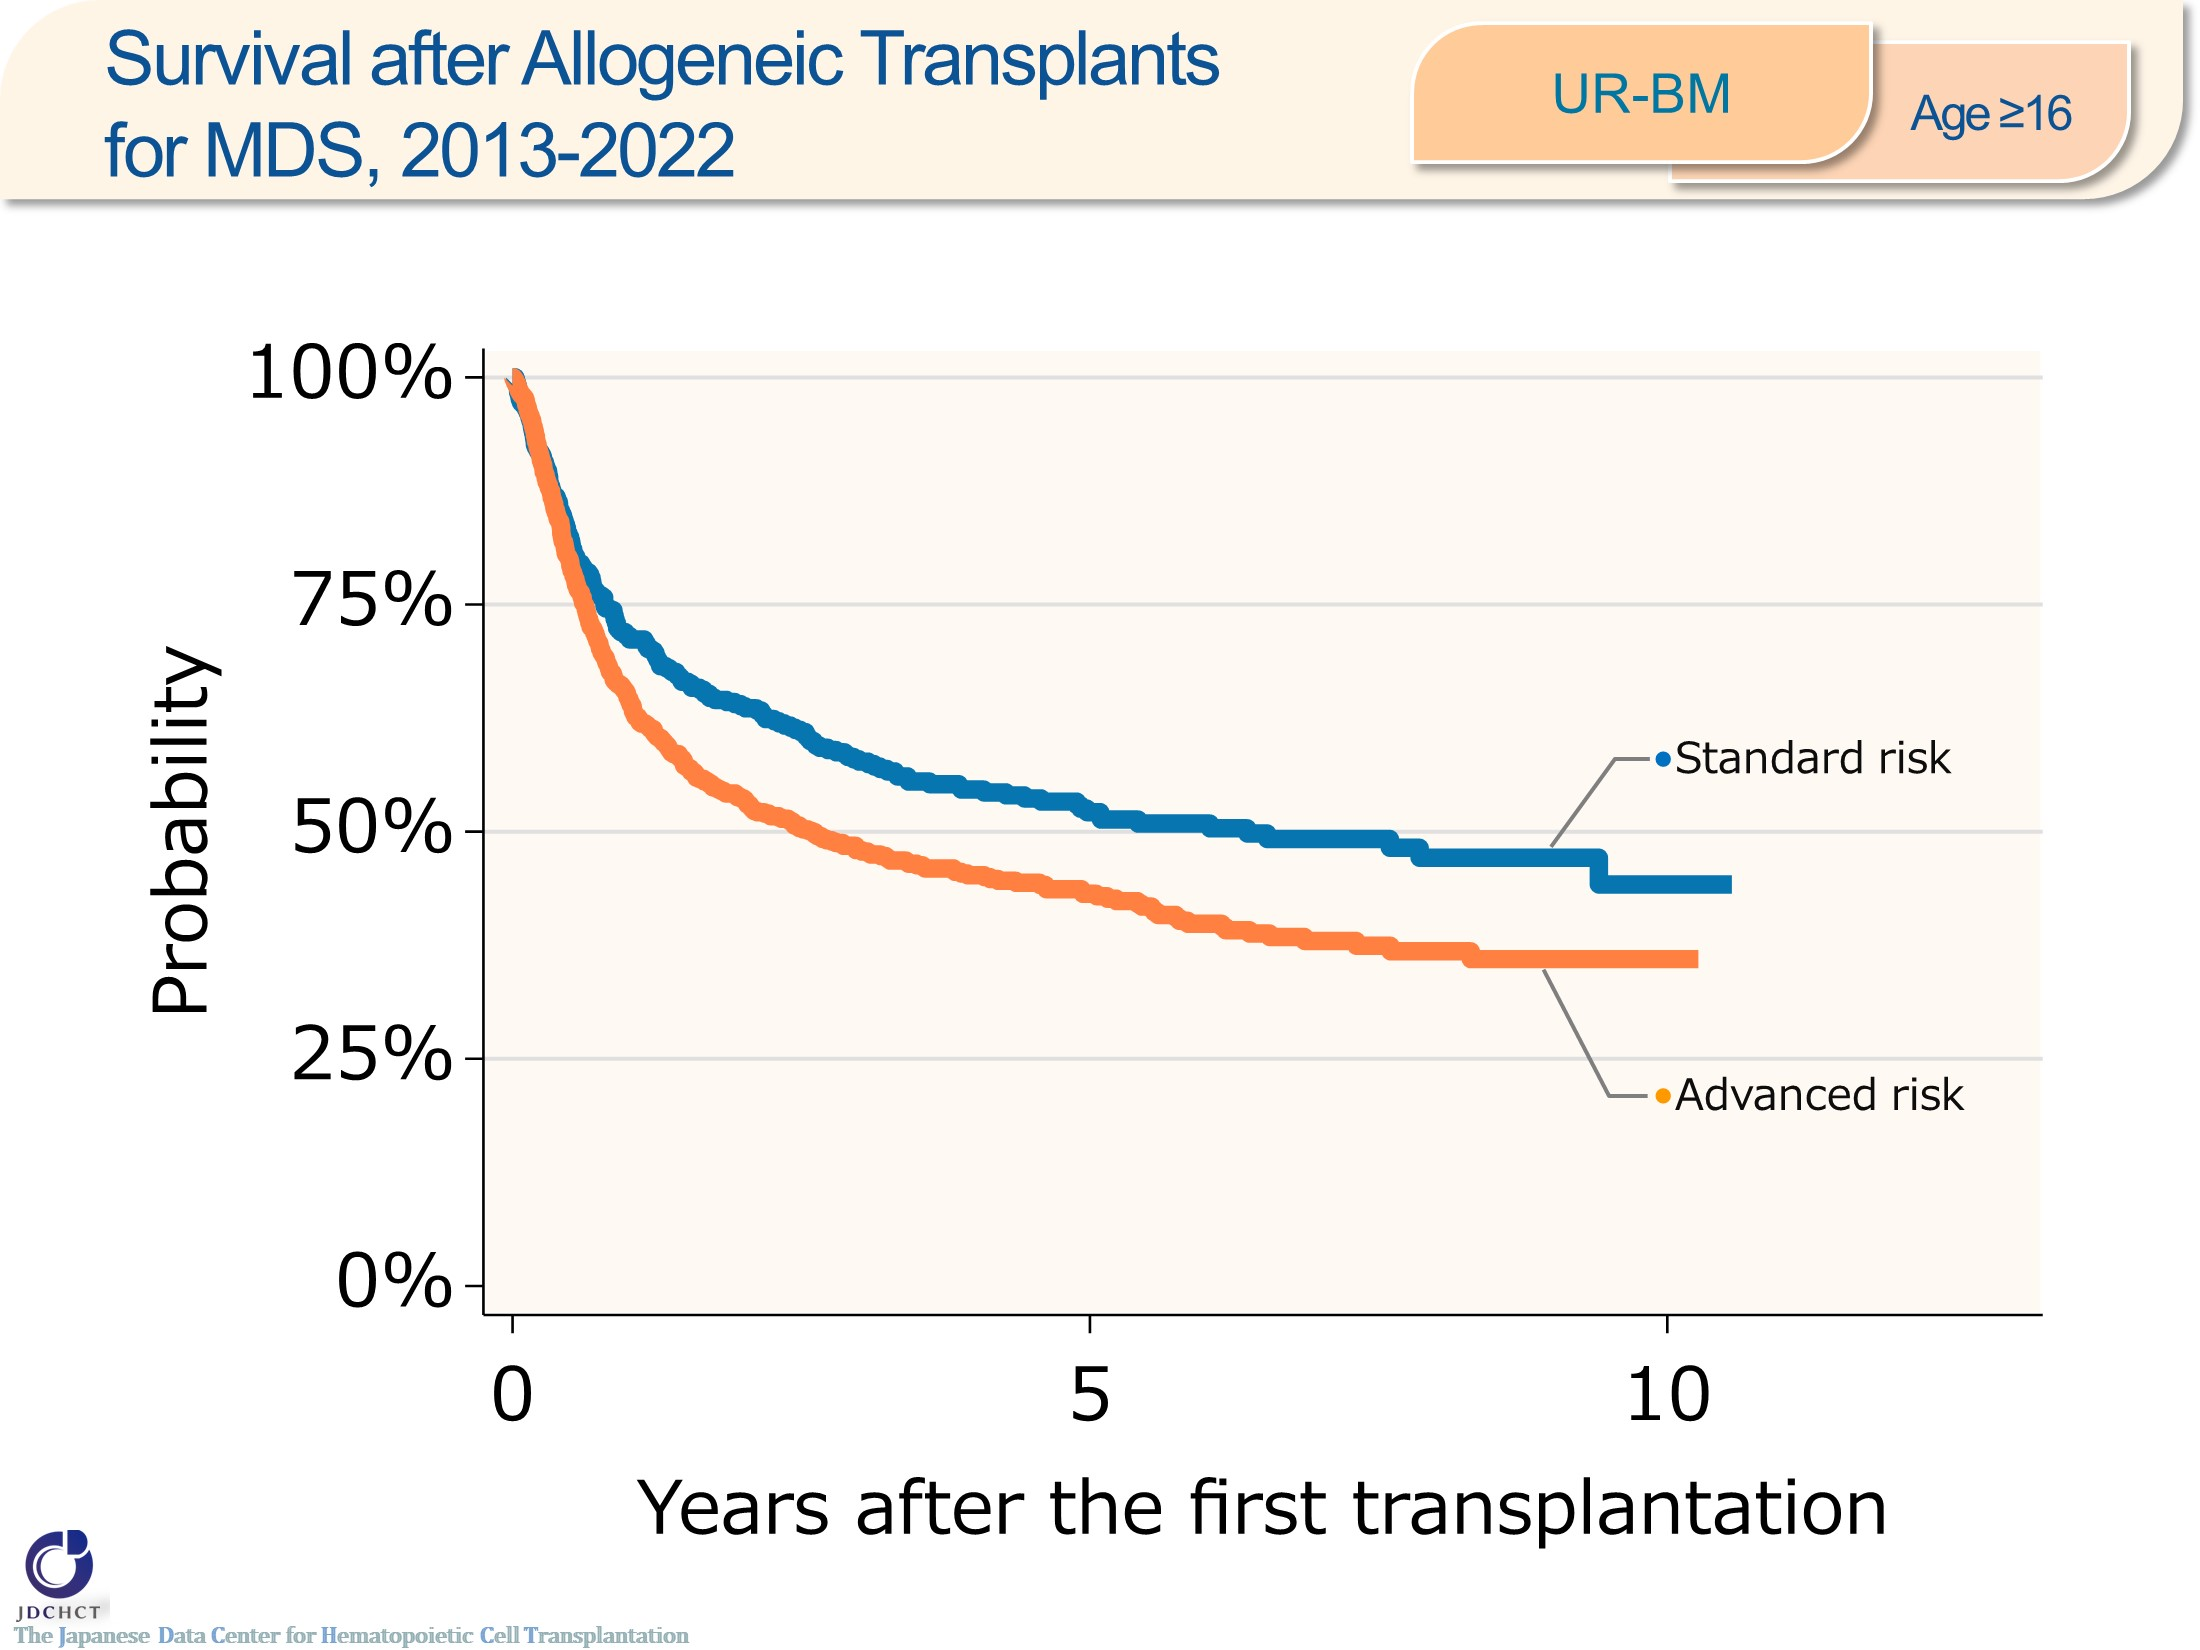 Survival after Allogeneic Transplants
for MDS, 2013-2022
UR-BM
Age ≥16
100%
75%
50%
25%
0%
Probability
Standard risk
Advanced risk
0
5
10
Years after the first transplantation
JDCHCT
The Japanese Data Center for Hematopoietic Cell Transplantation